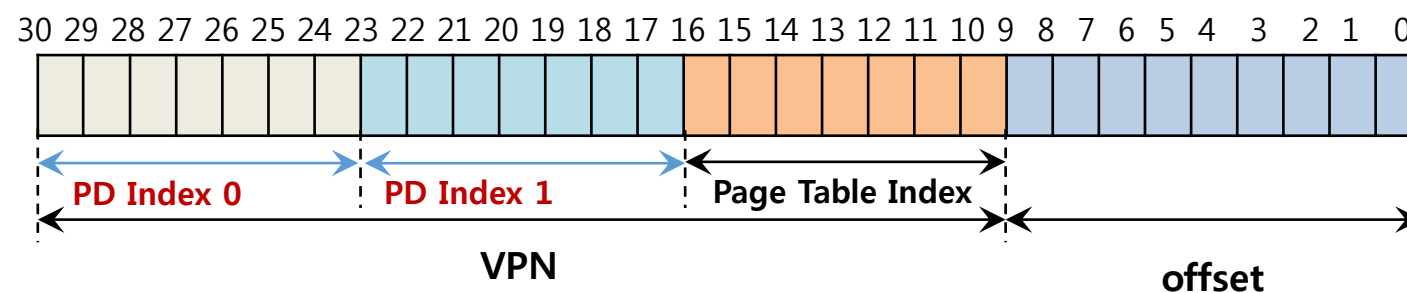 30 29 28 27 26 25 24 23 22 21 20 19 18 17 16 15 14 13 12 11 10 9 8 7 6 5 4 3 2 1 0
PD Index 0 PD Index 1 Page Table Index
VPN
offset